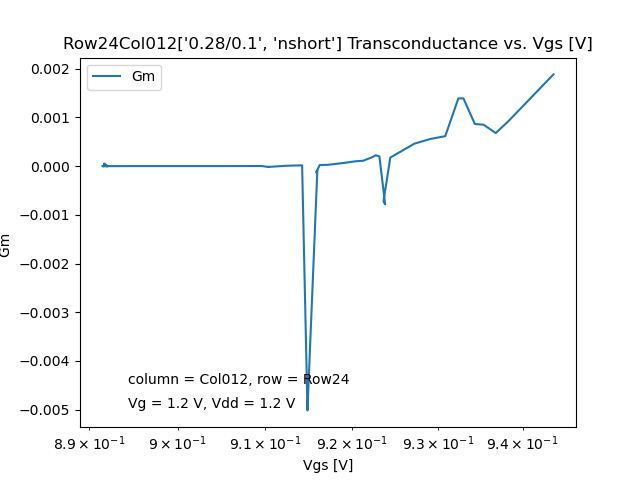 Row24Col012['0.28/0.1', 'nshort'] Transconductance vs. Vgs [V]
Gm
0.002
0.001
0.000
−0.001
−0.002
−0.003
−0.004
−0.005
Gm
column = Col012, row = Row24
Vg = 1.2 V, Vdd = 1.2 V
8.9 × 10⁻¹ 9 × 10⁻¹ 9.1 × 10⁻¹ 9.2 × 10⁻¹ 9.3 × 10⁻¹ 9.4 × 10⁻¹
Vgs [V]